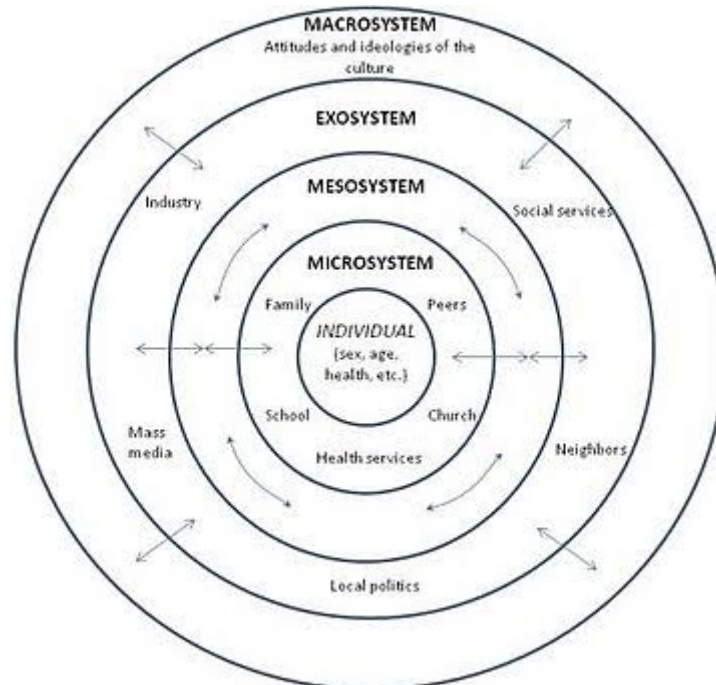 MACROSYSTEM
Attitudes and ideologies of the
culture
EXOSYSTEM
MESOSYSTEM
Industry
Social services
MICROSYSTEM
Family
Peers
INDIVIDUAL
(sex, age,
health, etc.)
School
Church
Mass
media
Health services
Neighbors
Local politics